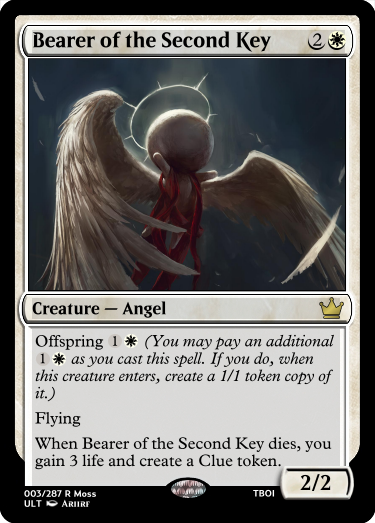 Bearer of the Second Key 2
Creature — Angel
Offspring 1 (You may pay an additional
1 as you cast this spell. If you do, when
this creature enters, create a 1/1 token copy of
it.)
Flying
When Bearer of the Second Key dies, you
gain 3 life and create a Clue token.
2/2
003/287 R Moss
ULT
TBOI